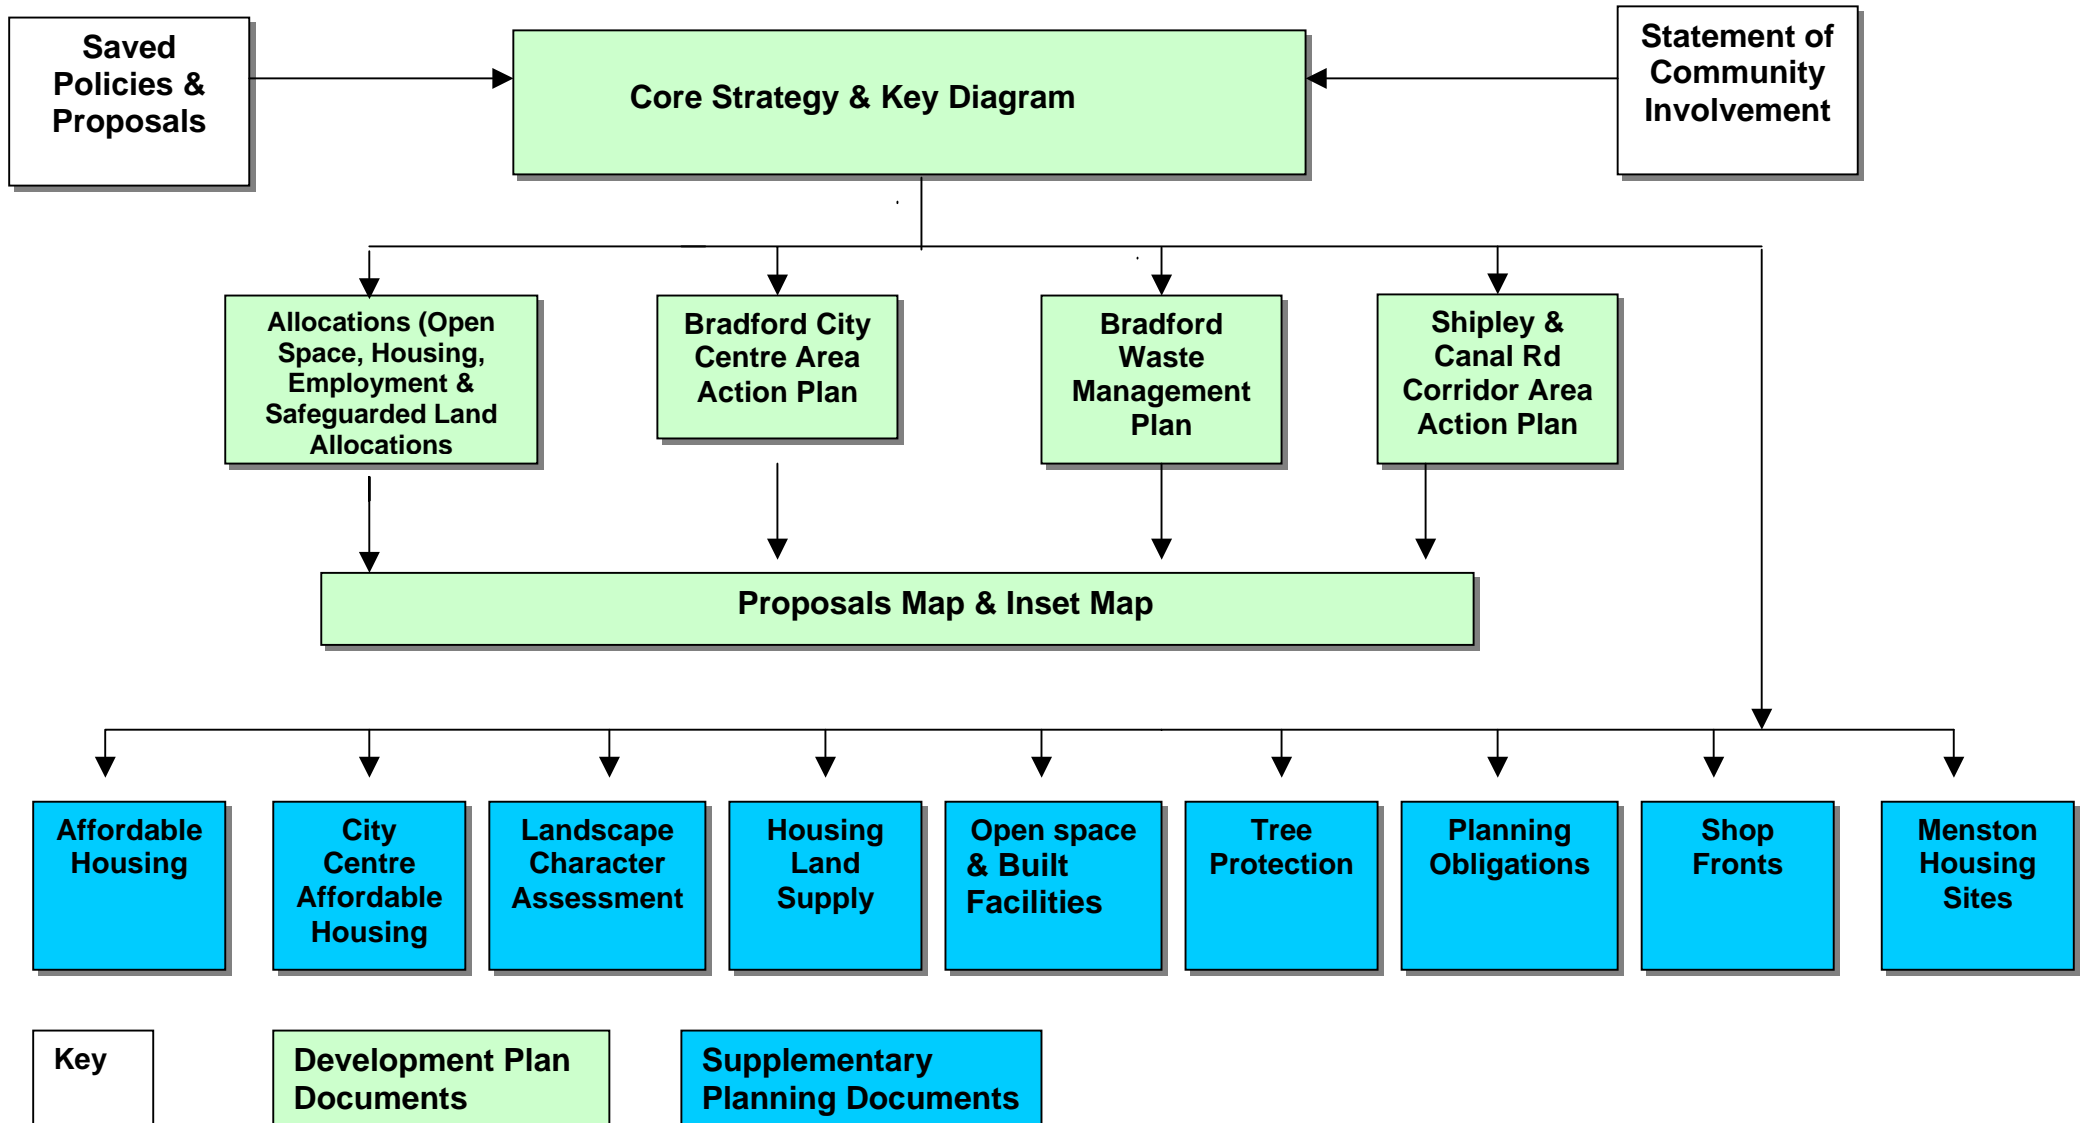 Saved
Policies &
Proposals
Core Strategy & Key Diagram
Statement of
Community
Involvement
Allocations (Open
Space, Housing,
Employment &
Safeguarded Land
Allocations
Bradford City
Centre Area
Action Plan
Bradford
Waste
Management
Plan
Shipley &
Canal Rd
Corridor Area
Action Plan
Proposals Map & Inset Map
Affordable
Housing
City
Centre
Affordable
Housing
Landscape
Character
Assessment
Housing
Land
Supply
Open space
& Built
Facilities
Tree
Protection
Planning
Obligations
Shop
Fronts
Menston
Housing
Sites
Key
Development Plan
Documents
Supplementary
Planning Documents